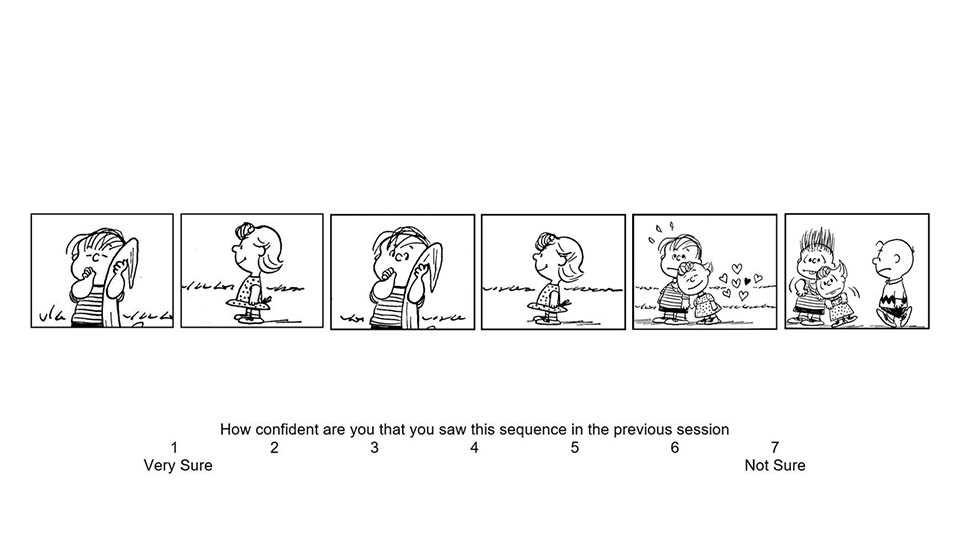 How confident are you that you saw this sequence in the previous session
1 2 3 4 5 6 7
Very Sure Not Sure